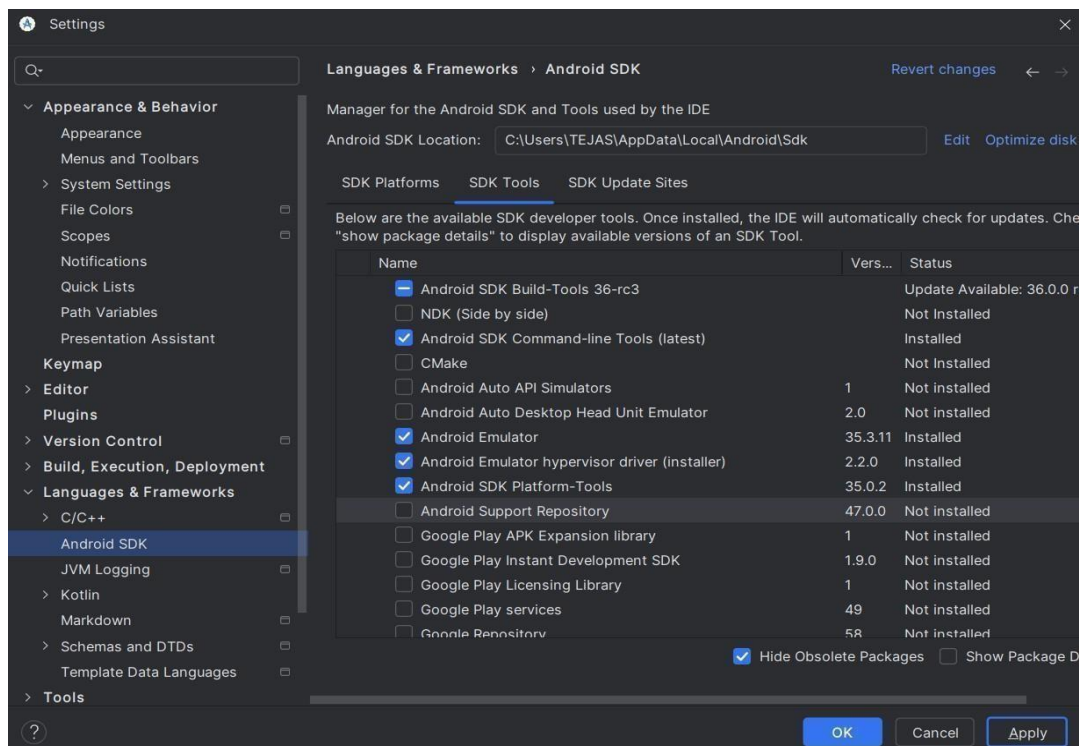 Settings
Languages & Frameworks › Android SDK
Revert changes
Appearance & Behavior
Appearance
Menus and Toolbars
System Settings
File Colors
Scopes
Notifications
Quick Lists
Path Variables
Presentation Assistant
Keymap
Editor
Plugins
Version Control
Build, Execution, Deployment
Languages & Frameworks
C/C++
Android SDK
JVM Logging
Kotlin
Markdown
Schemas and DTDs
Template Data Languages
Tools
Manager for the Android SDK and Tools used by the IDE
Android SDK Location: C:\Users\TEJAS\AppData\Local\Android\Sdk Edit Optimize disk
SDK Platforms SDK Tools SDK Update Sites
Below are the available SDK developer tools. Once installed, the IDE will automatically check for updates. Che
"show package details" to display available versions of an SDK Tool.
Name Vers... Status
Android SDK Build-Tools 36-rc3 Update Available: 36.0.0 r
NDK (Side by side) Not Installed
Android SDK Command-line Tools (latest) Installed
CMake Not Installed
Android Auto API Simulators 1 Not installed
Android Auto Desktop Head Unit Emulator 2.0 Not installed
Android Emulator 35.3.11 Installed
Android Emulator hypervisor driver (installer) 2.2.0 Installed
Android SDK Platform-Tools 35.0.2 Installed
Android Support Repository 47.0.0 Not installed
Google Play APK Expansion library 1 Not installed
Google Play Instant Development SDK 1.9.0 Not installed
Google Play Licensing Library 1 Not installed
Google Play services 49 Not installed
Google Repository 58 Not installed
Hide Obsolete Packages Show Package D
? OK Cancel Apply